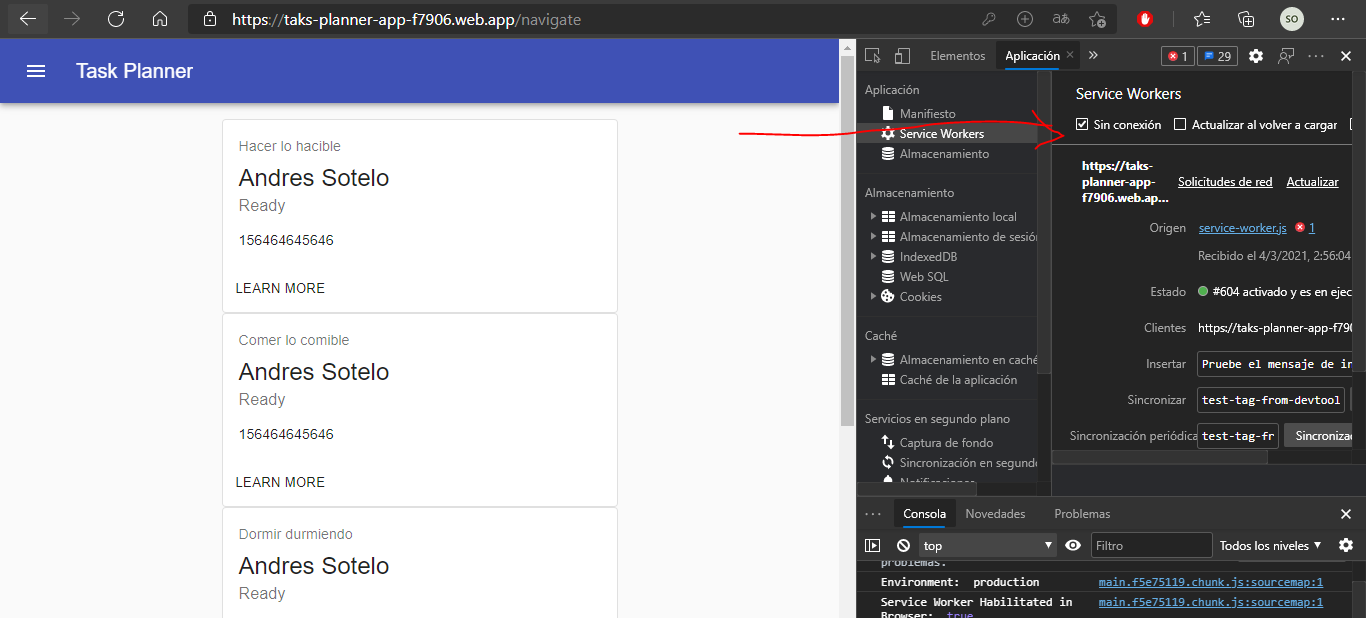 https://taks-planner-app-f7906.web.app/navigate
aあ
SO
Task Planner
Hacer lo hacible
Andres Sotelo
Ready
156464645646
LEARN MORE
Comer lo comible
Andres Sotelo
Ready
156464645646
LEARN MORE
Dormir durmiendo
Andres Sotelo
Ready
Elementos
Aplicación
1
29
Aplicación
Manifiesto
Service Workers
Almacenamiento
Almacenamiento
Almacenamiento local
Almacenamiento de sesió
IndexedDB
Web SQL
Cookies
Caché
Almacenamiento en caché
Caché de la aplicación
Servicios en segundo plano
Captura de fondo
Sincronización en segund
Notificaciones
Service Workers
Sin conexión
Actualizar al volver a cargar
https://taks-
planner-app-
f7906.web.ap...
Solicitudes de red
Actualizar
Origen
service-worker.js
1
Recibido el 4/3/2021, 2:56:04
Estado
#604 activado y es en ejec
Clientes
https://taks-planner-app-f790
Insertar
Pruebe el mensaje de in
Sincronizar
test-tag-from-devtool
Sincronización periódica
test-tag-fr
Sincroniza
Consola
Novedades
Problemas
top
Filtro
Todos los niveles
problemas.
Environment: production
main.f5e75119.chunk.js:sourcemap:1
Service Worker Habilitated in
Browser: true
main.f5e75119.chunk.js:sourcemap:1